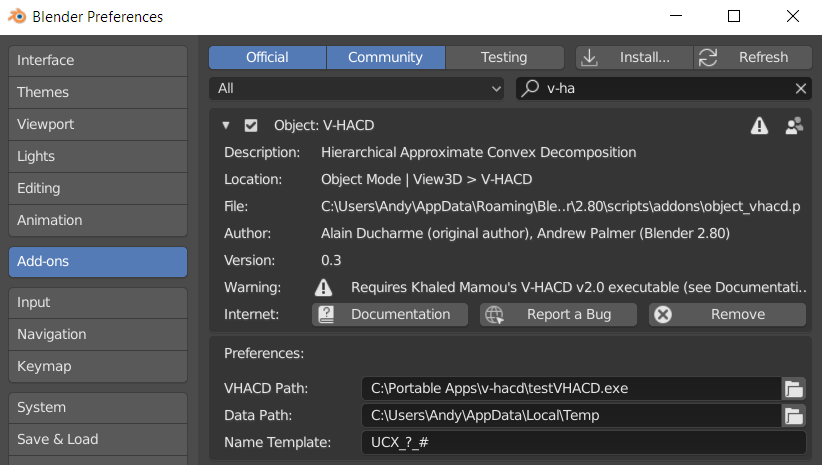 Blender Preferences
Interface
Themes
Viewport
Lights
Editing
Animation
Add-ons
Input
Navigation
Keymap
System
Save & Load
Official Community Testing Install... Refresh
All v-ha
Object: V-HACD
Description: Hierarchical Approximate Convex Decomposition
Location: Object Mode | View3D > V-HACD
File: C:\Users\Andy\AppData\Roaming\Ble..r\2.80\scripts\addons\object_vhacd.p
Author: Alain Ducharme (original author), Andrew Palmer (Blender 2.80)
Version: 0.3
Warning: Requires Khaled Mamou's V-HACD v2.0 executable (see Documentati..
Internet: Documentation Report a Bug Remove
Preferences:
VHACD Path: C:\Portable Apps\v-hacd\testVHACD.exe
Data Path: C:\Users\Andy\AppData\Local\Temp
Name Template: UCX_?_#